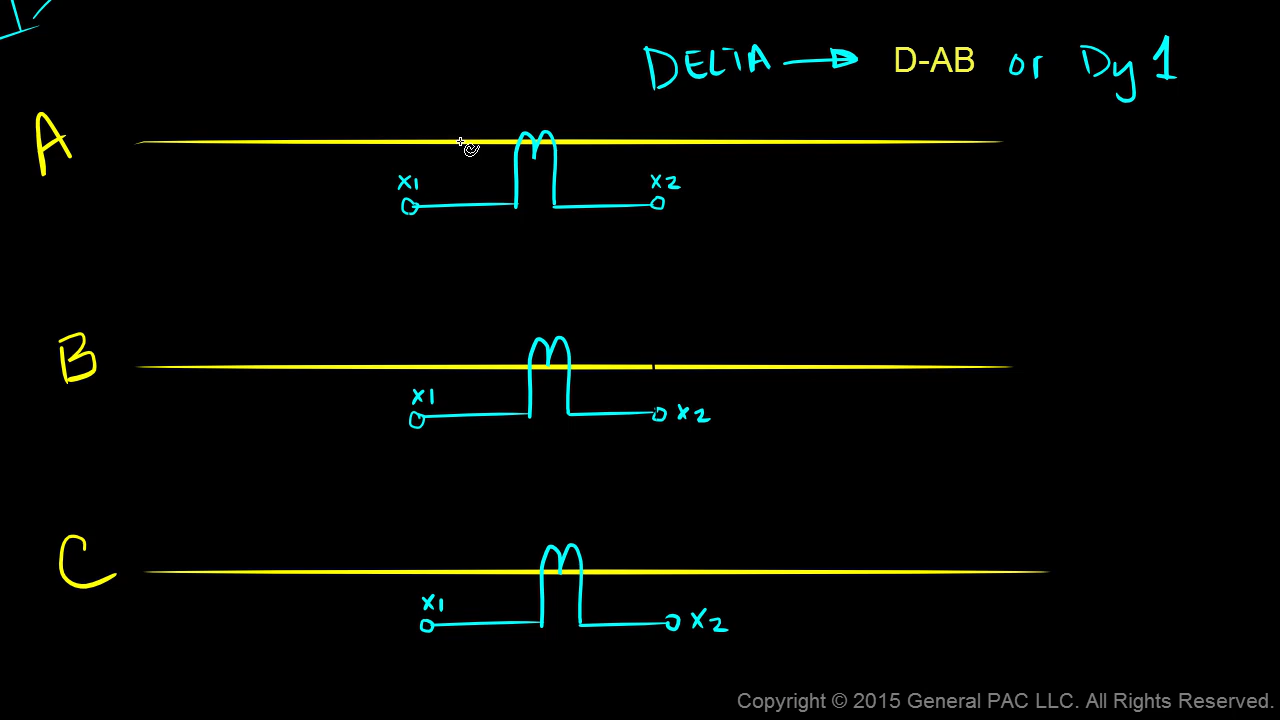 DELTA → D-AB or Dy1
A
X1 X2
B
X1 X2
C
X1 X2
Copyright © 2015 General PAC LLC. All Rights Reserved.